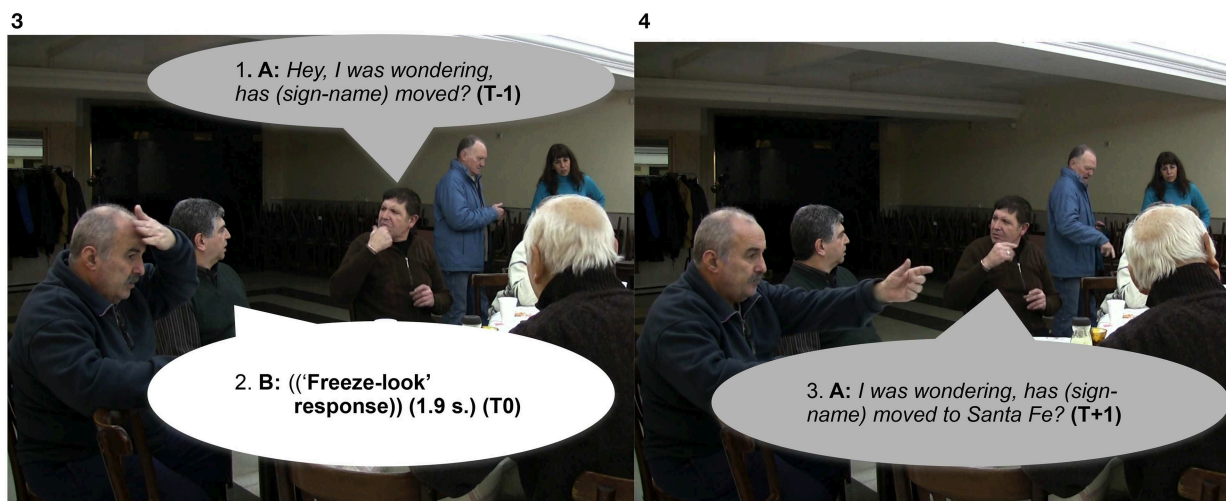 3
1. A: Hey, I was wondering,
has (sign-name) moved? (T-1)
2. B: ((‘Freeze-look’
response)) (1.9 s.) (T0)
4
3. A: I was wondering, has (sign-
name) moved to Santa Fe? (T+1)